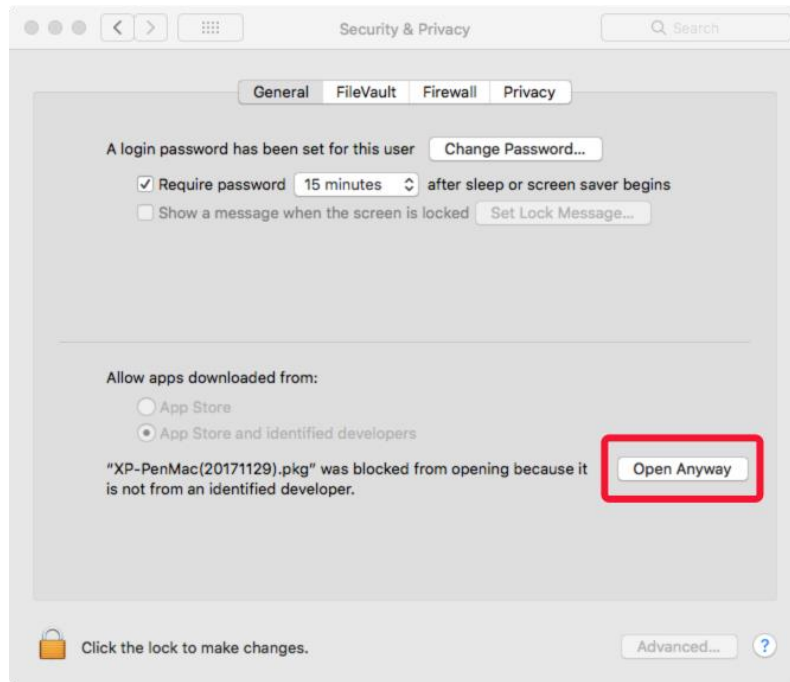 Security & Privacy
Search
General FileVault Firewall Privacy
A login password has been set for this user Change Password...
Require password 15 minutes after sleep or screen saver begins
Show a message when the screen is locked Set Lock Message...
Allow apps downloaded from:
App Store
App Store and identified developers
"XP-PenMac(20171129).pkg" was blocked from opening because it Open Anyway
is not from an identified developer.
Click the lock to make changes. Advanced... ?